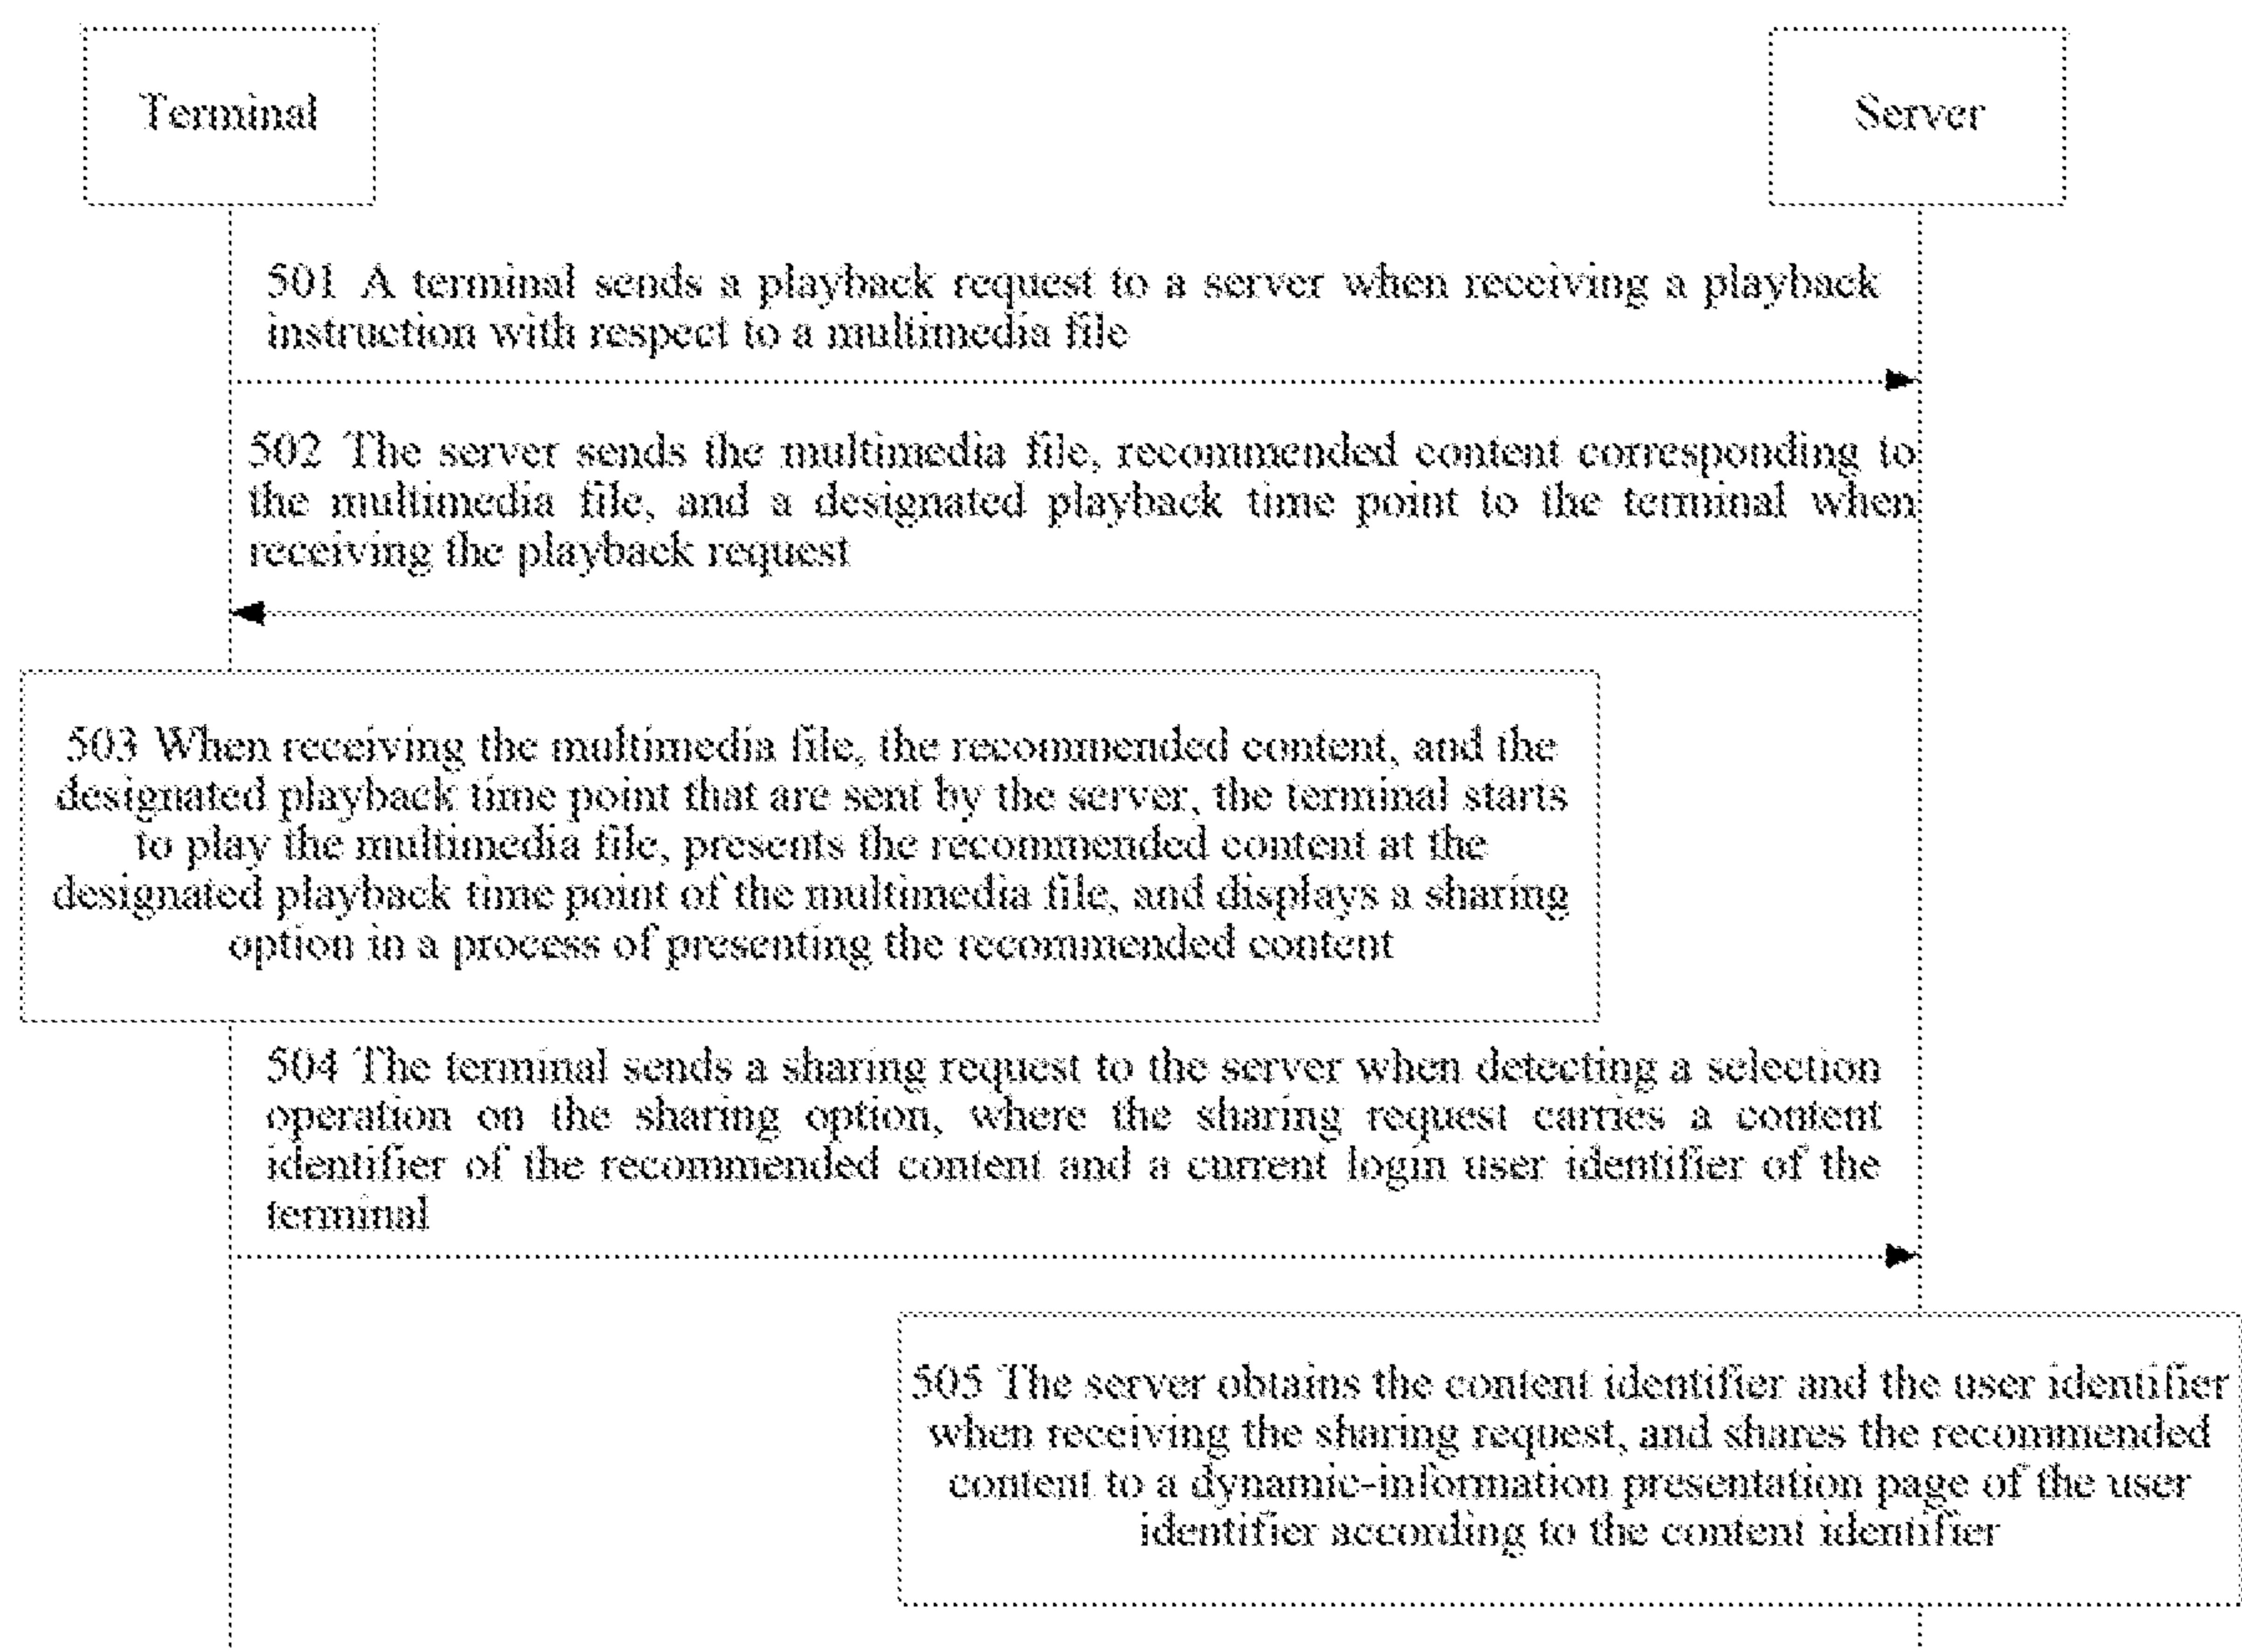 Terminal
Server
501 A terminal sends a playback request to a server when receiving a playback
instruction with respect to a multimedia file
502 The server sends the multimedia file, recommended content corresponding to
the multimedia file, and a designated playback time point to the terminal when
receiving the playback request
503 When receiving the multimedia file, the recommended content, and the
designated playback time point that are sent by the server, the terminal starts
to play the multimedia file, presents the recommended content at the
designated playback time point of the multimedia file, and displays a sharing
option in a process of presenting the recommended content
504 The terminal sends a sharing request to the server when detecting a selection
operation on the sharing option, where the sharing request carries a content
identifier of the recommended content and a current login user identifier of the
terminal
505 The server obtains the content identifier and the user identifier
when receiving the sharing request, and shares the recommended
content to a dynamic-information presentation page of the user
identifier according to the content identifier